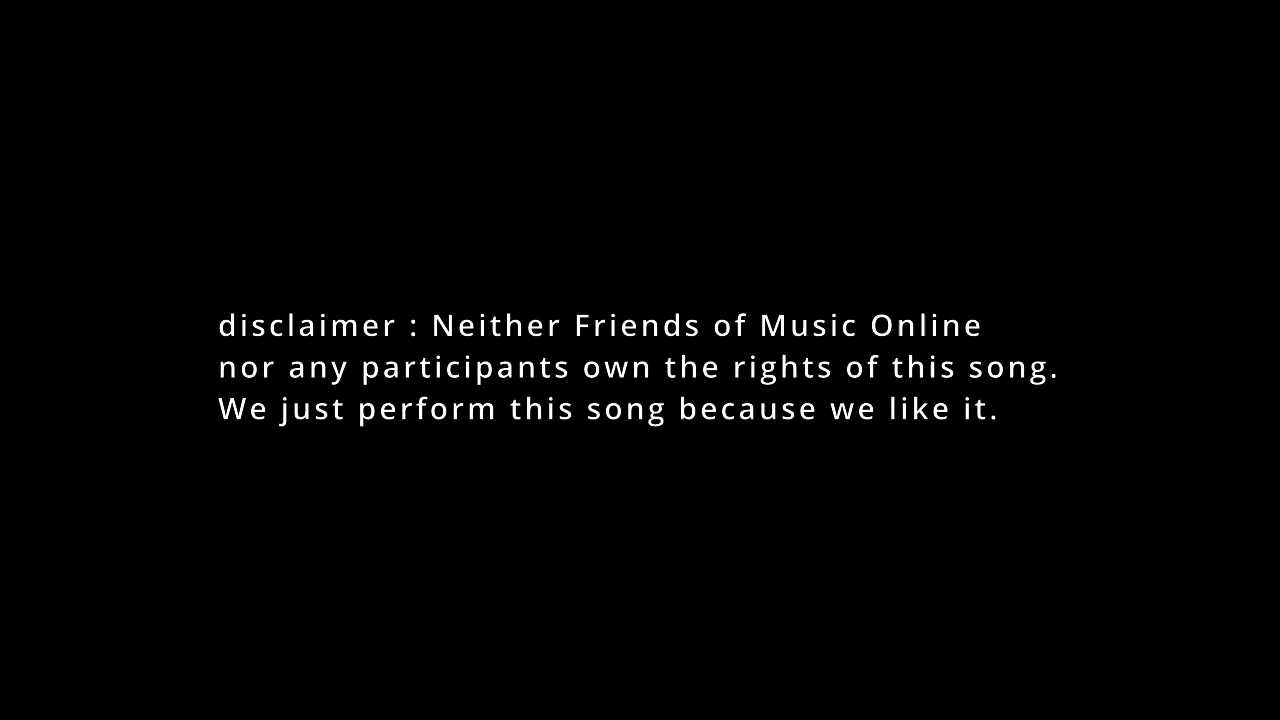 disclaimer : Neither Friends of Music Online
nor any participants own the rights of this song.
We just perform this song because we like it.